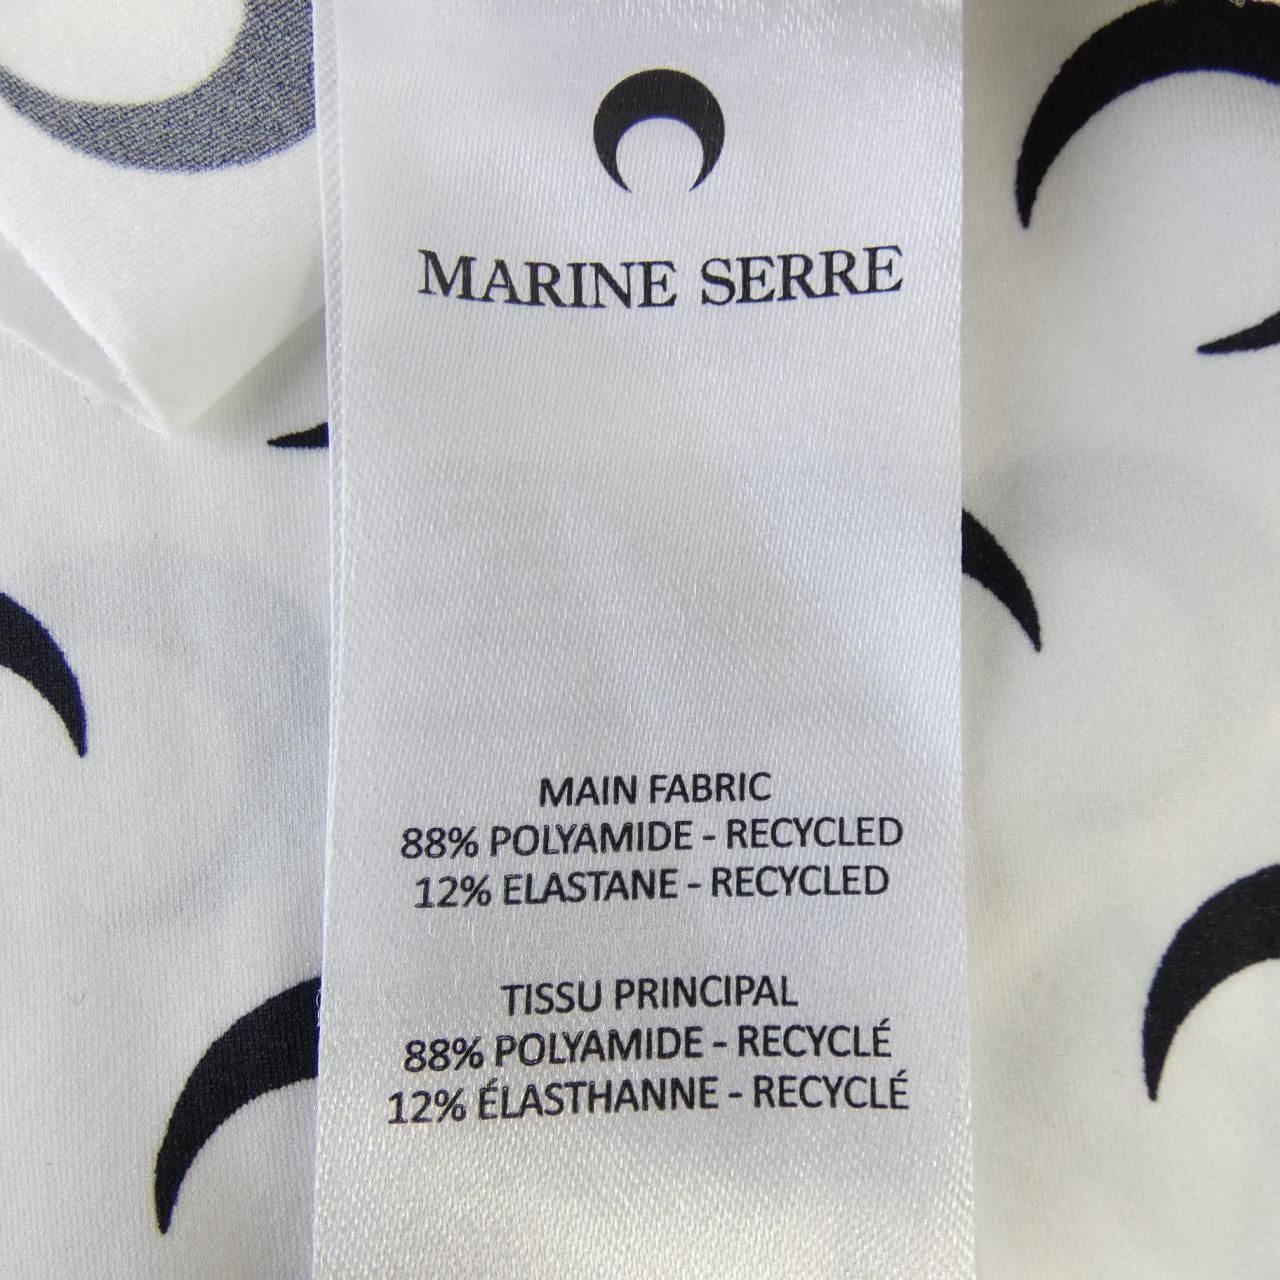 MARINE SERRE
MAIN FABRIC
88% POLYAMIDE - RECYCLED
12% ELASTANE - RECYCLED
TISSU PRINCIPAL
88% POLYAMIDE - RECYCLÉ
12% ÉLASTHANNE - RECYCLÉ